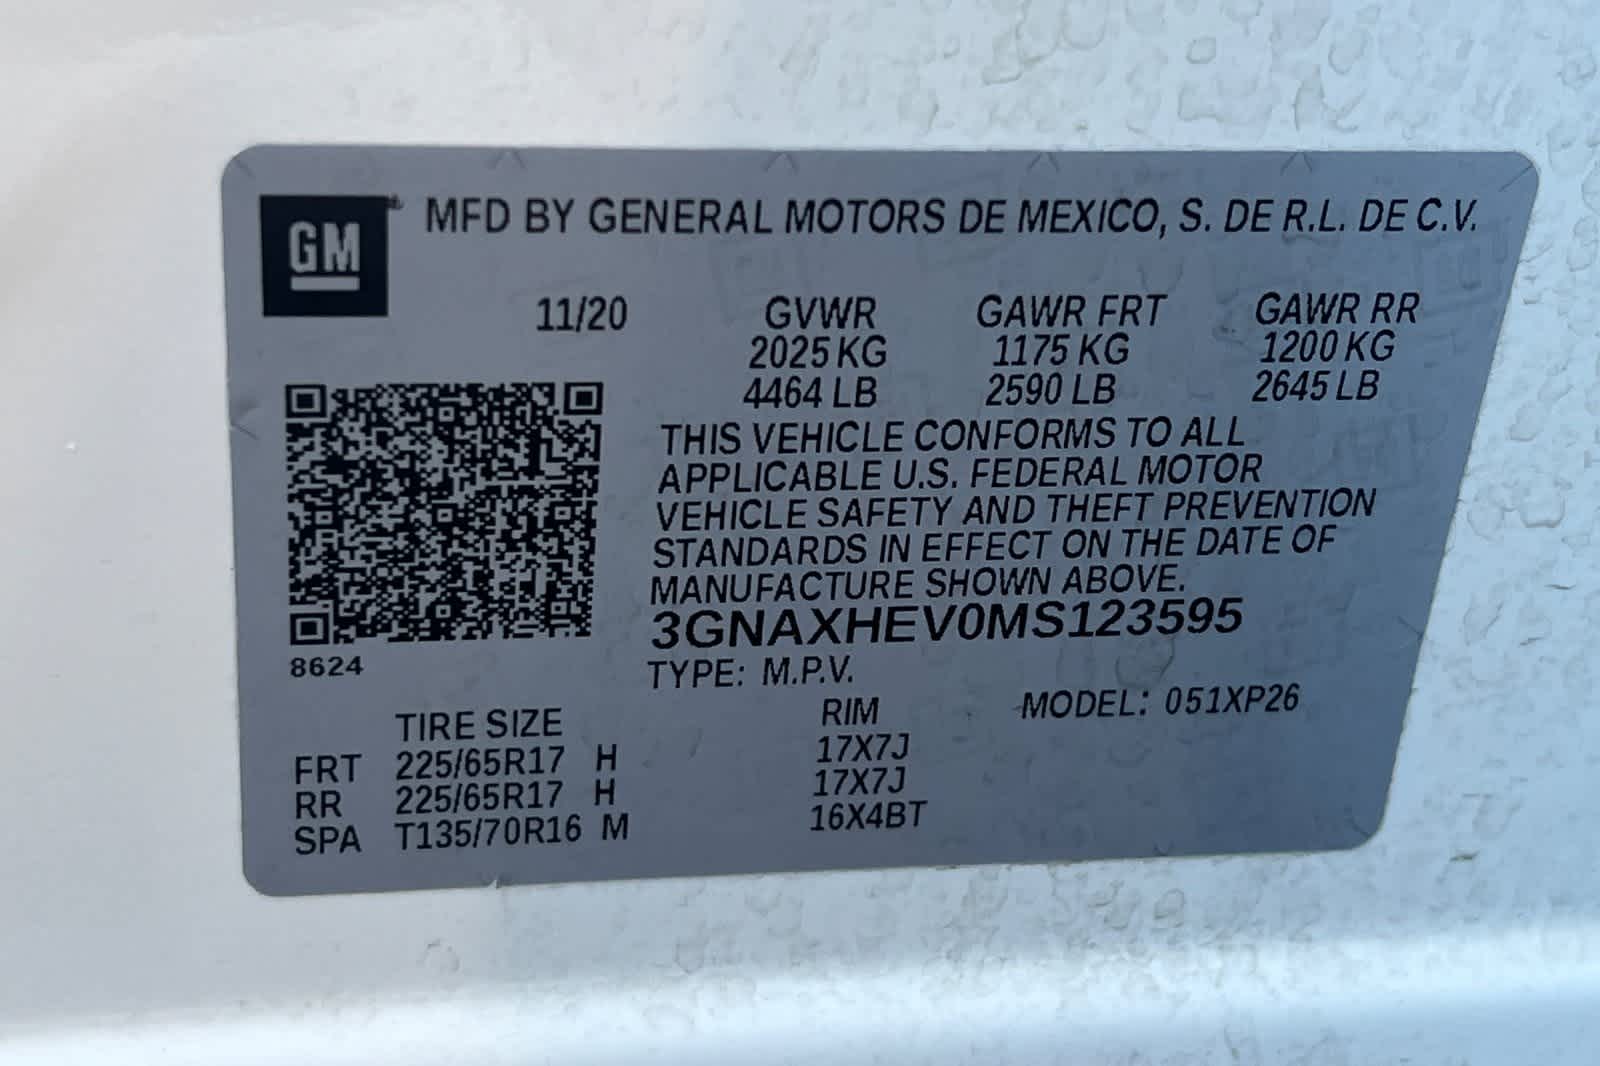 GM MFD BY GENERAL MOTORS DE MEXICO, S. DE R.L. DE C.V.
11/20 GVWR GAWR FRT GAWR RR
2025 KG 1175 KG 1200 KG
4464 LB 2590 LB 2645 LB
THIS VEHICLE CONFORMS TO ALL
APPLICABLE U.S. FEDERAL MOTOR
VEHICLE SAFETY AND THEFT PREVENTION
STANDARDS IN EFFECT ON THE DATE OF
MANUFACTURE SHOWN ABOVE.
3GNAXHEV0MS123595
8624 TYPE: M.P.V.
TIRE SIZE RIM MODEL: 051XP26
FRT 225/65R17 H 17X7J
RR 225/65R17 H 17X7J
SPA T135/70R16 M 16X4BT